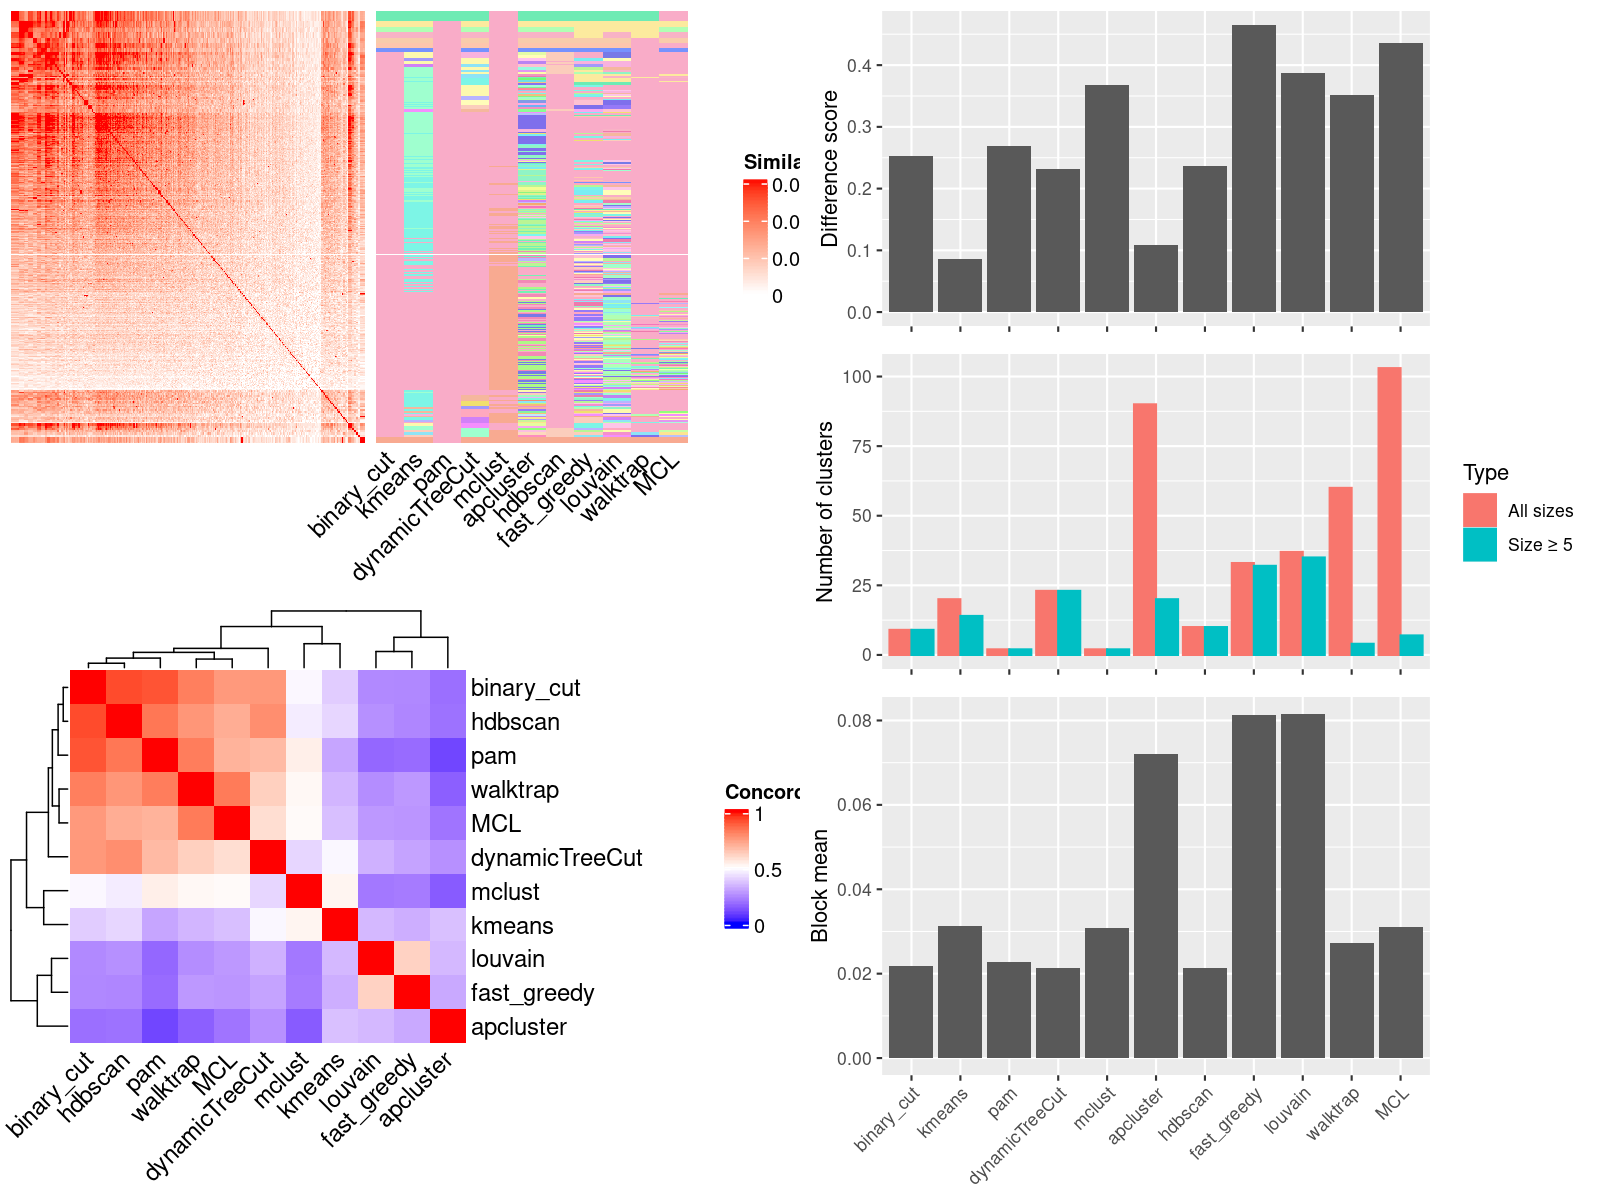 Simila
0.0
0.0
0.0
0
binary_cut
kmeans
pam
dynamicTreeCut
mclust
apcluster
hdbscan
fast_greedy
louvain
walktrap
MCL
binary_cut
hdbscan
pam
walktrap
MCL
dynamicTreeCut
mclust
kmeans
louvain
fast_greedy
apcluster
Concord
1
0.5
0
binary_cut
hdbscan
pam
walktrap
MCL
dynamicTreeCut
mclust
kmeans
louvain
fast_greedy
apcluster
Difference score
0.4
0.3
0.2
0.1
0.0
Number of clusters
100
75
50
25
0
Type
All sizes
Size ≥ 5
Block mean
0.08
0.06
0.04
0.02
0.00
binary_cut
kmeans
pam
dynamicTreeCut
mclust
apcluster
hdbscan
fast_greedy
louvain
walktrap
MCL